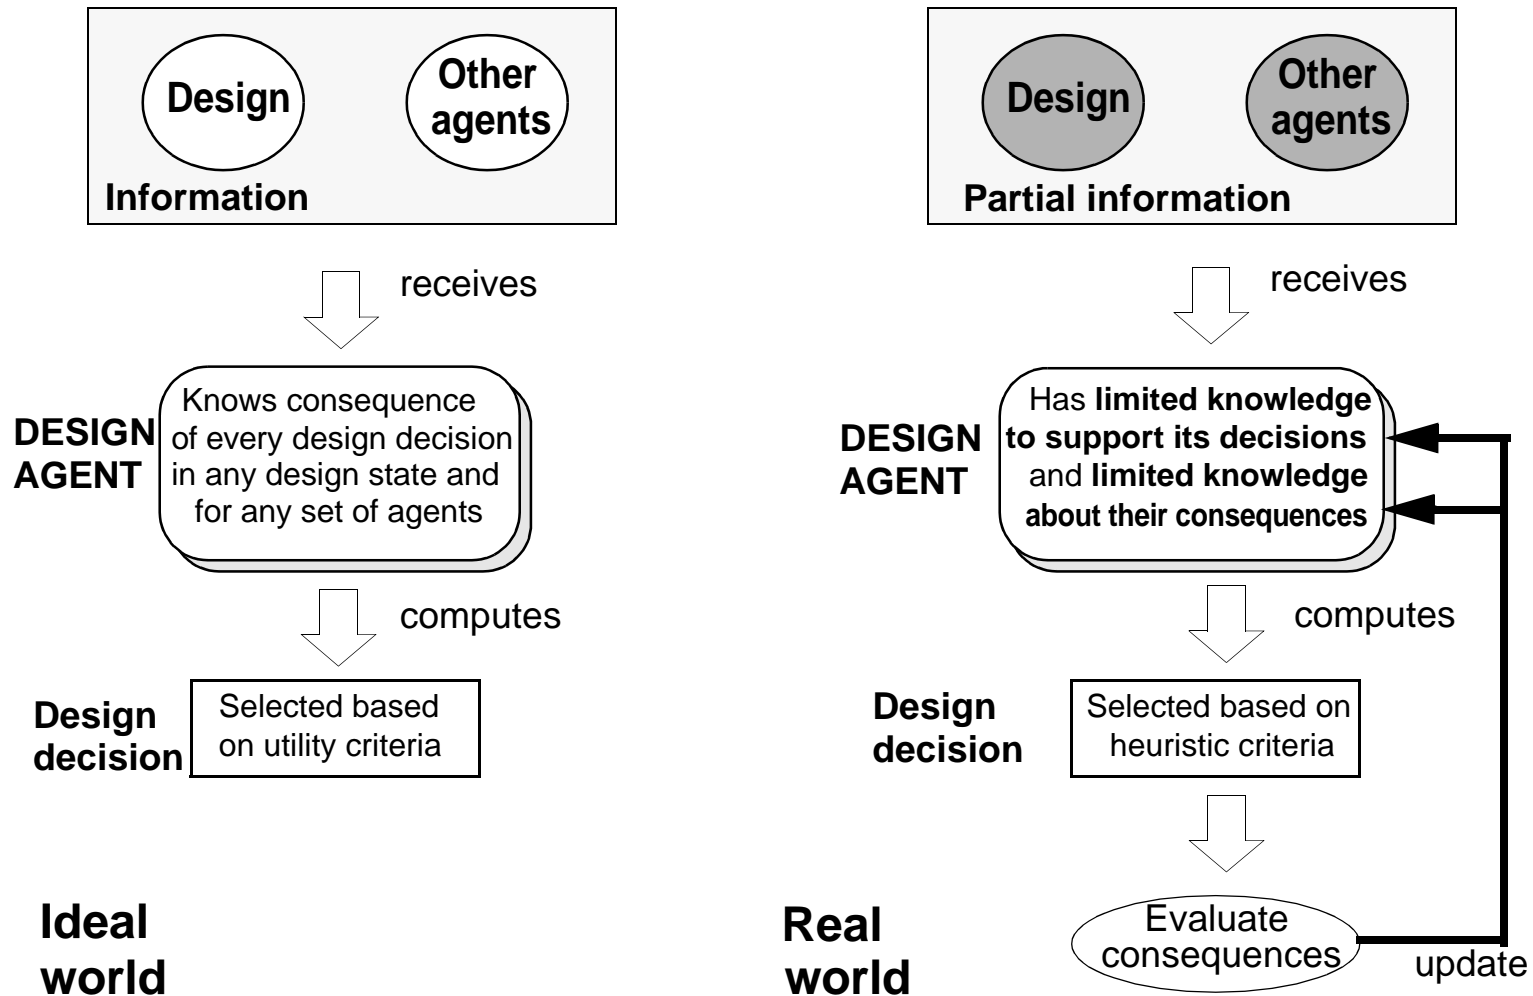 Design
Other
agents
Information
receives
DESIGN
AGENT
Knows consequence
of every design decision
in any design state and
for any set of agents
computes
Design
decision
Selected based
on utility criteria
Ideal
world
Design
Other
agents
Partial information
receives
DESIGN
AGENT
Has limited knowledge
to support its decisions
and limited knowledge
about their consequences
computes
Design
decision
Selected based on
heuristic criteria
Evaluate
consequences
update
Real
world